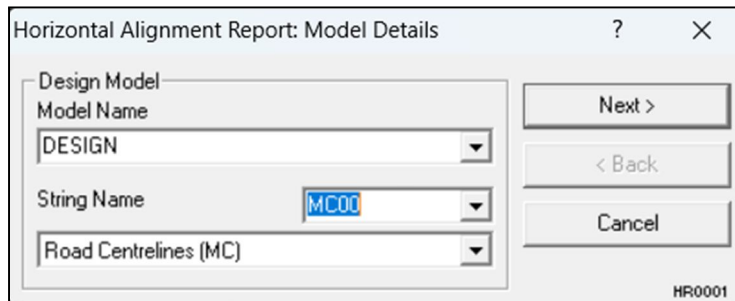 Horizontal Alignment Report: Model Details ? X
Design Model
Model Name
DESIGN
String Name MC00
Road Centrelines (MC)
Next >
< Back
Cancel
HR0001